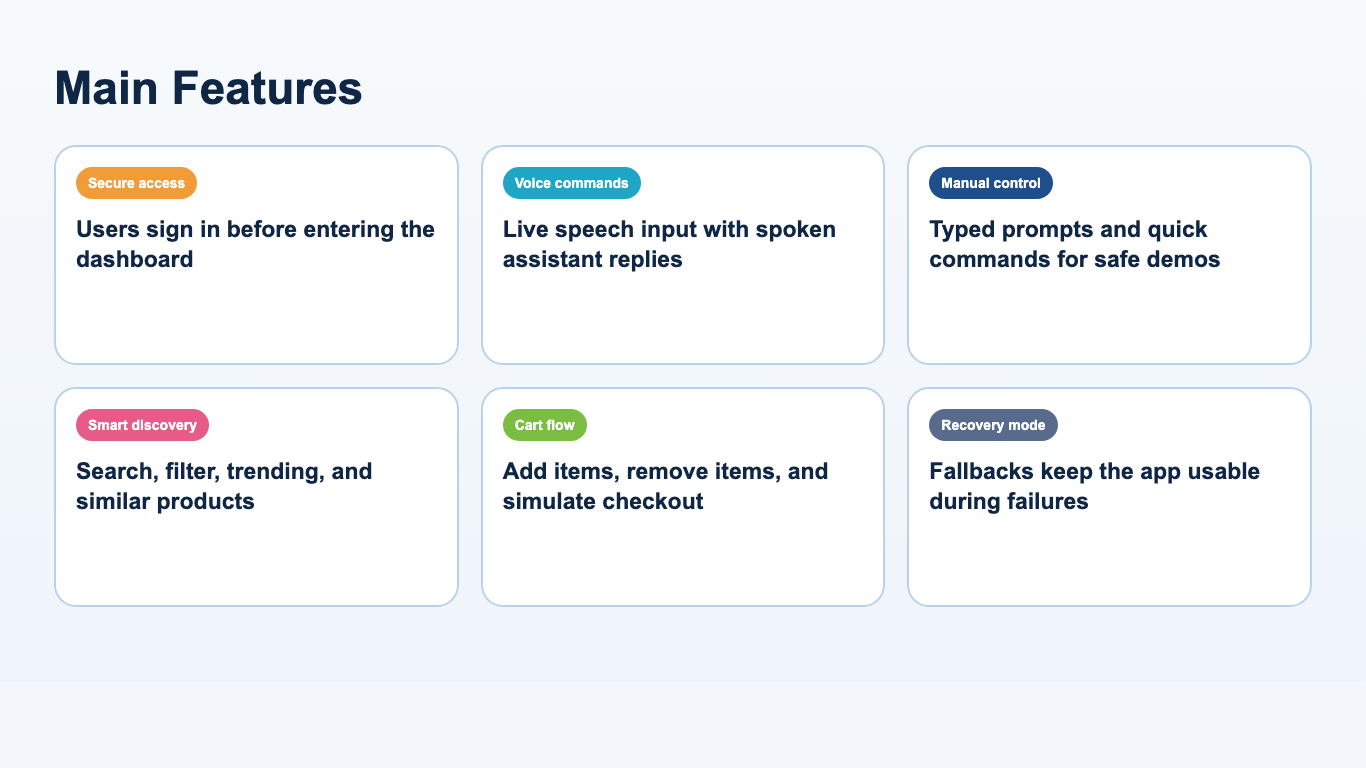 Main Features
Secure access
Users sign in before entering the
dashboard
Voice commands
Live speech input with spoken
assistant replies
Manual control
Typed prompts and quick
commands for safe demos
Smart discovery
Search, filter, trending, and
similar products
Cart flow
Add items, remove items, and
simulate checkout
Recovery mode
Fallbacks keep the app usable
during failures